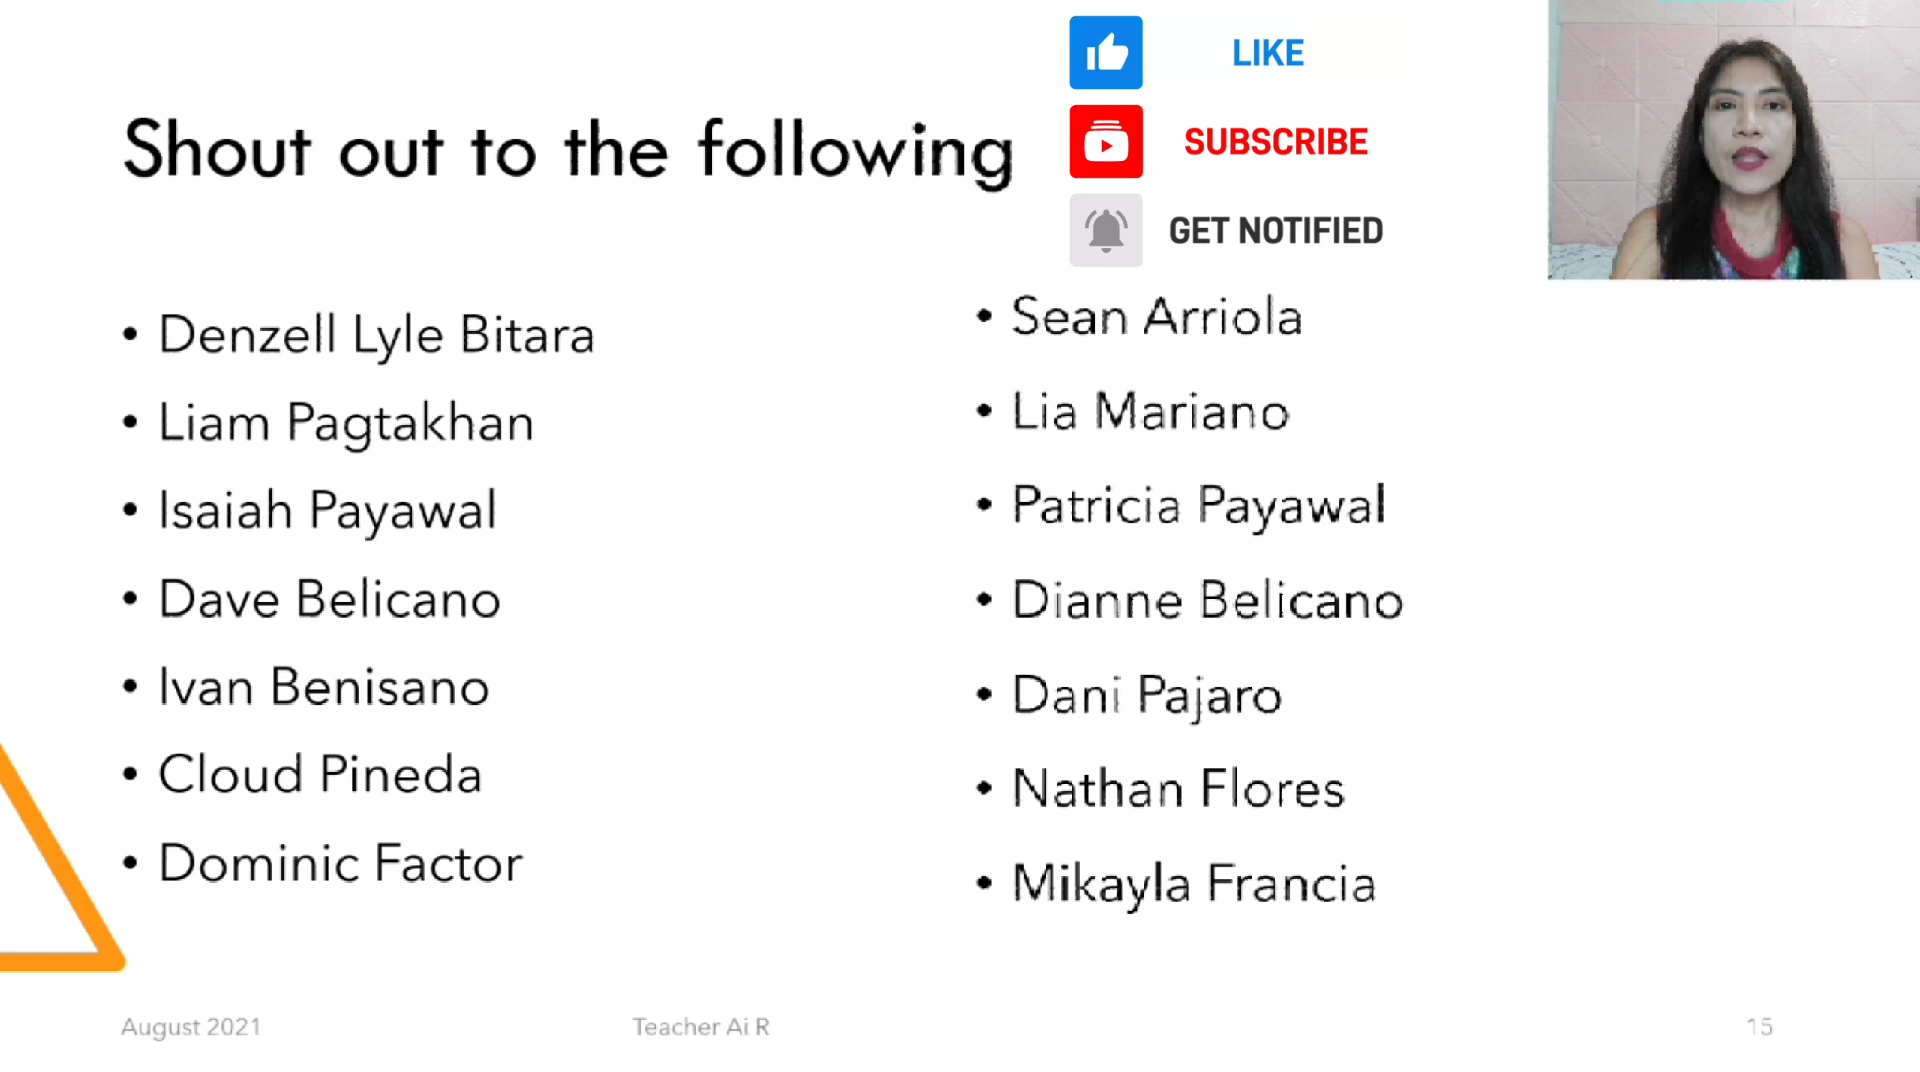 LIKE
SUBSCRIBE
GET NOTIFIED
Shout out to the following
• Denzell Lyle Bitara
• Liam Pagtakhan
• Isaiah Payawal
• Dave Belicano
• Ivan Benisano
• Cloud Pineda
• Dominic Factor
• Sean Arriola
• Lia Mariano
• Patricia Payawal
• Dianne Belicano
• Dani Pajaro
• Nathan Flores
• Mikayla Francia
August 2021
Teacher Ai R
15